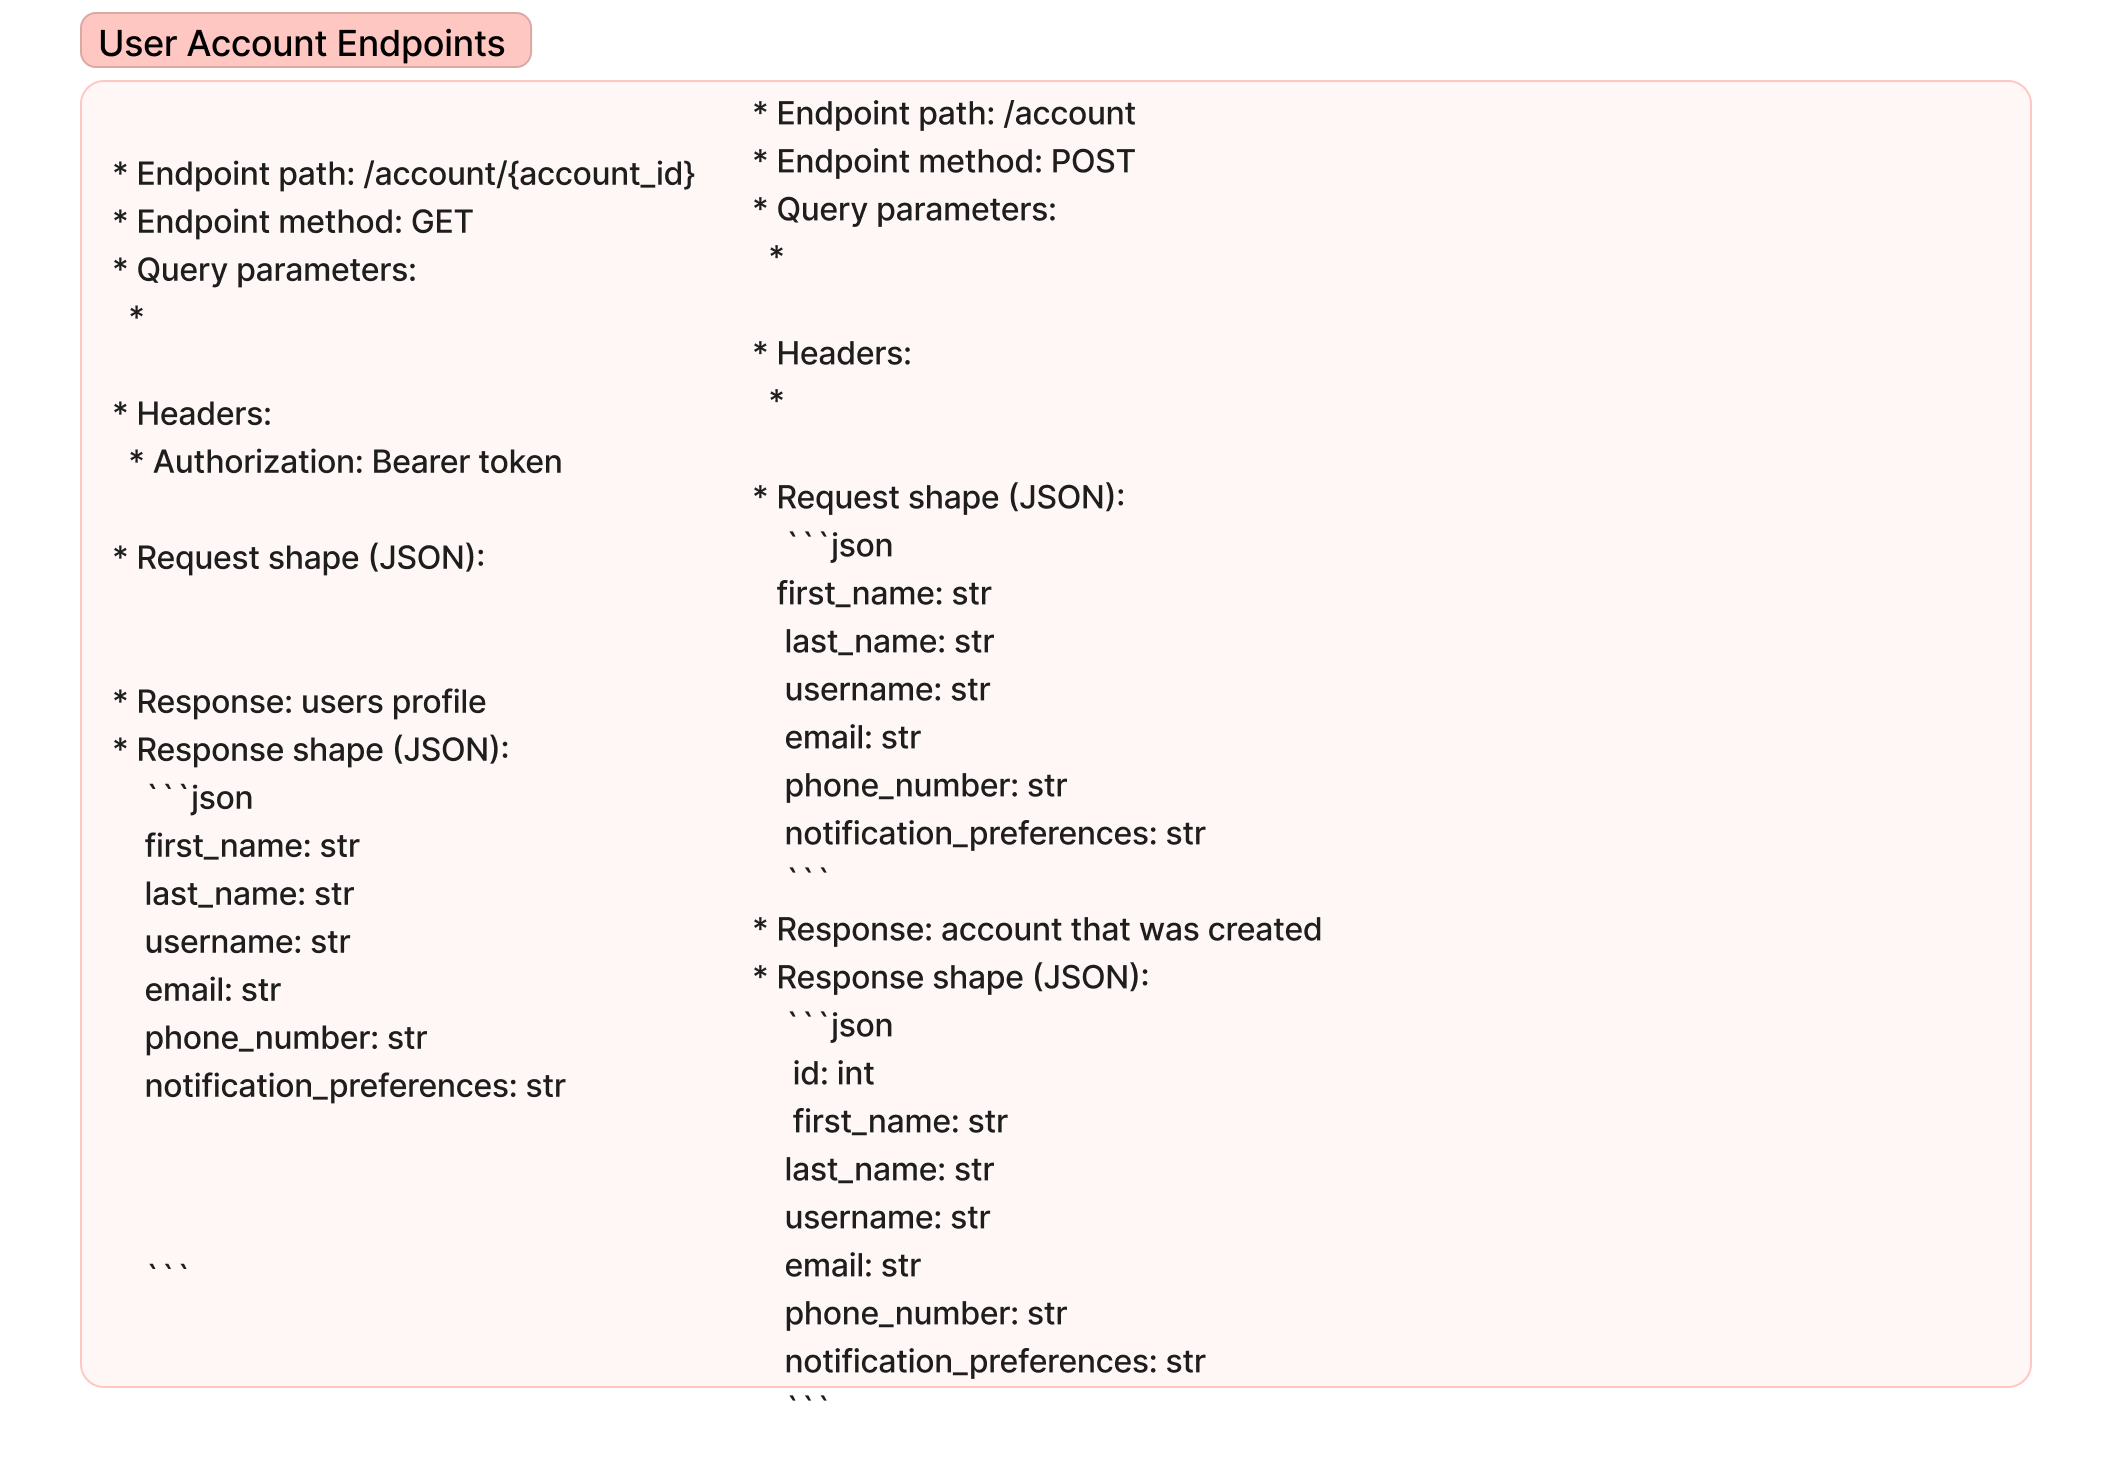 User Account Endpoints
* Endpoint path: /account/{account_id}
* Endpoint method: GET
* Query parameters:
*
* Headers:
* Authorization: Bearer token
* Request shape (JSON):
* Response: users profile
* Response shape (JSON):
```json
first_name: str
last_name: str
username: str
email: str
phone_number: str
notification_preferences: str
```
* Endpoint path: /account
* Endpoint method: POST
* Query parameters:
*
* Headers:
*
* Request shape (JSON):
```json
first_name: str
last_name: str
username: str
email: str
phone_number: str
notification_preferences: str
```
* Response: account that was created
* Response shape (JSON):
```json
id: int
first_name: str
last_name: str
username: str
email: str
phone_number: str
notification_preferences: str
```